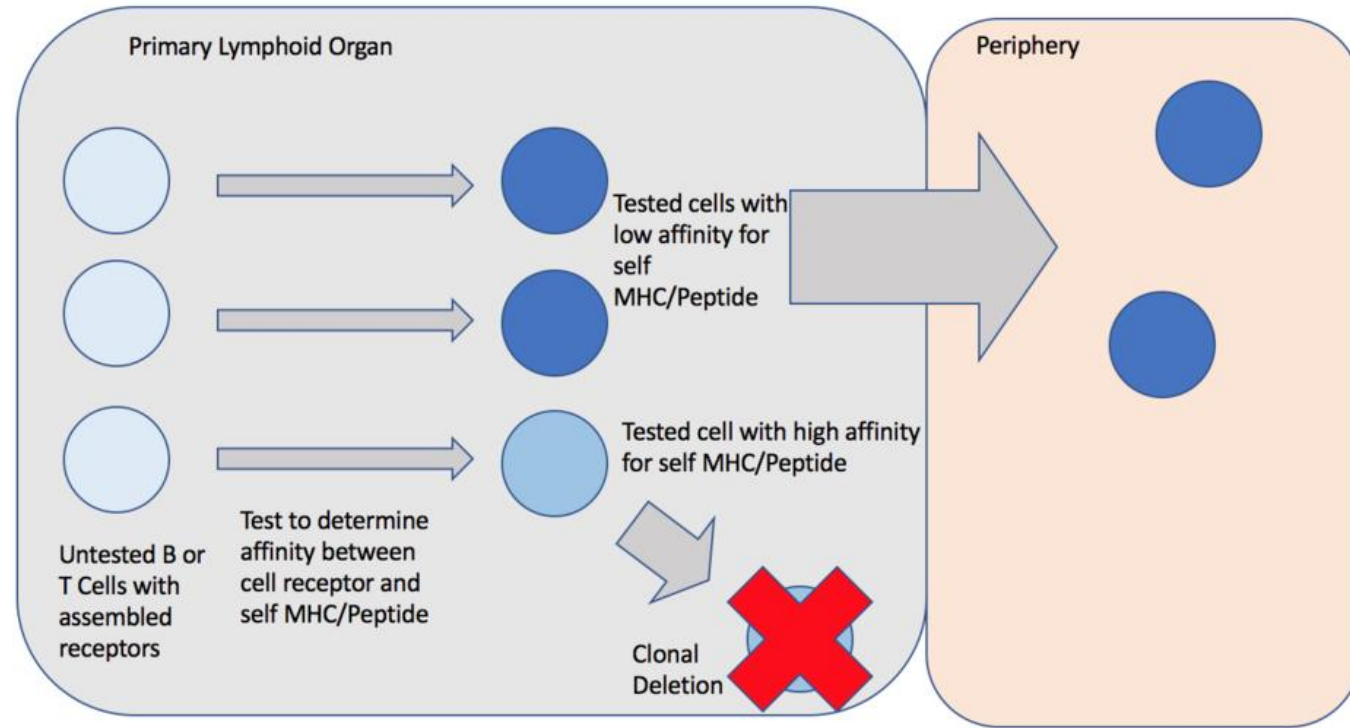 Primary Lymphoid Organ
Periphery
Tested cells with
low affinity for
self
MHC/Peptide
Tested cell with high affinity
for self MHC/Peptide
Untested B or
T Cells with
assembled
receptors
Test to determine
affinity between
cell receptor and
self MHC/Peptide
Clonal
Deletion